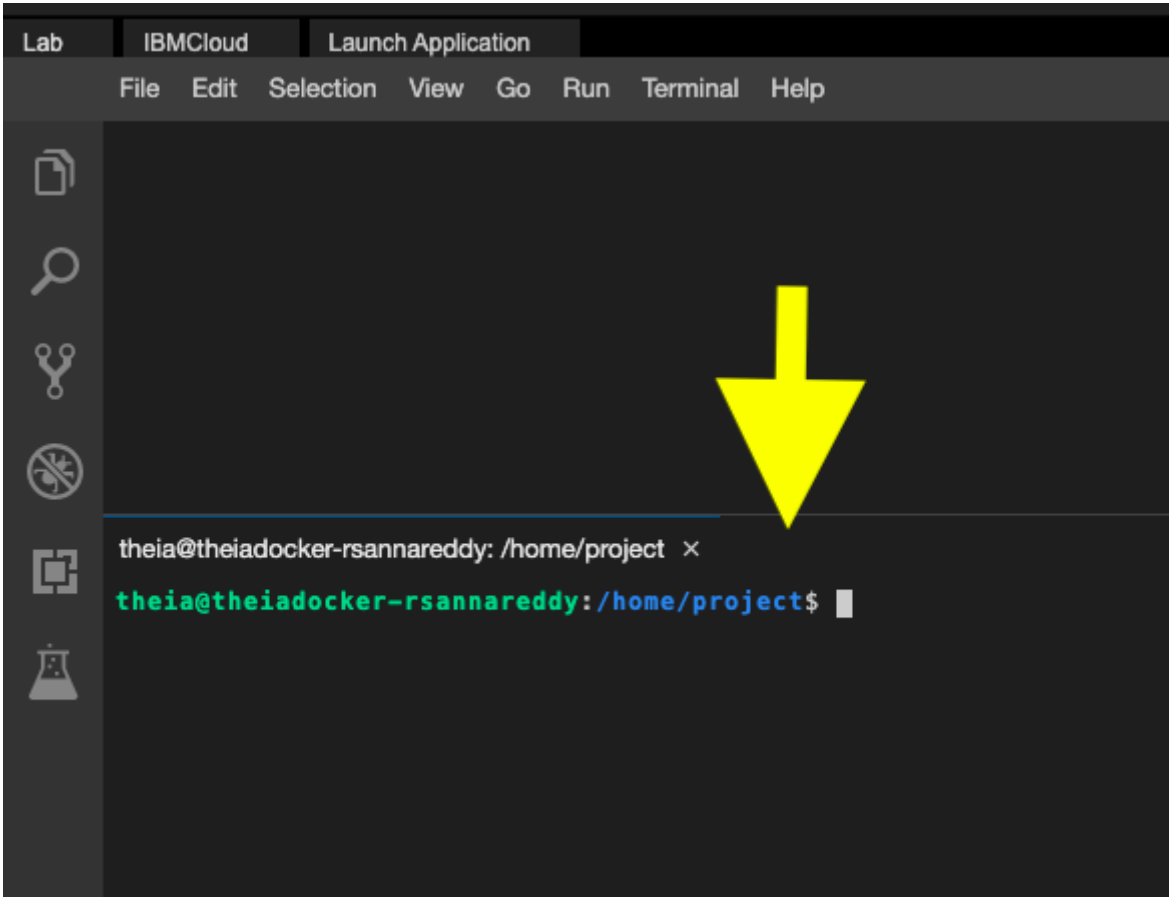 Lab IBMCloud Launch Application
File Edit Selection View Go Run Terminal Help
theia@theiadocker-rsannareddy: /home/project ×
theia@theiadocker-rsannareddy:/home/project$